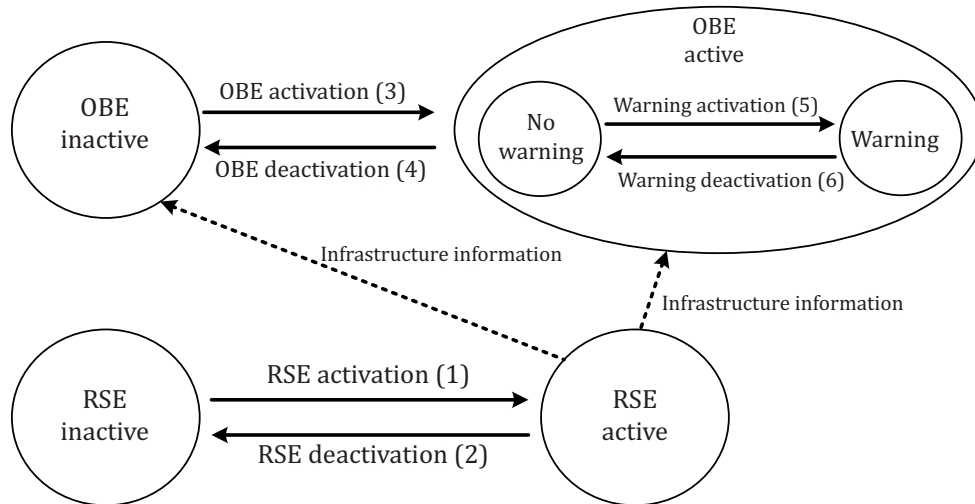 OBE
active
OBE
inactive
OBE activation (3)
OBE deactivation (4)
No
warning
Warning activation (5)
Warning deactivation (6)
Warning
Infrastructure information
Infrastructure information
RSE
inactive
RSE activation (1)
RSE deactivation (2)
RSE
active